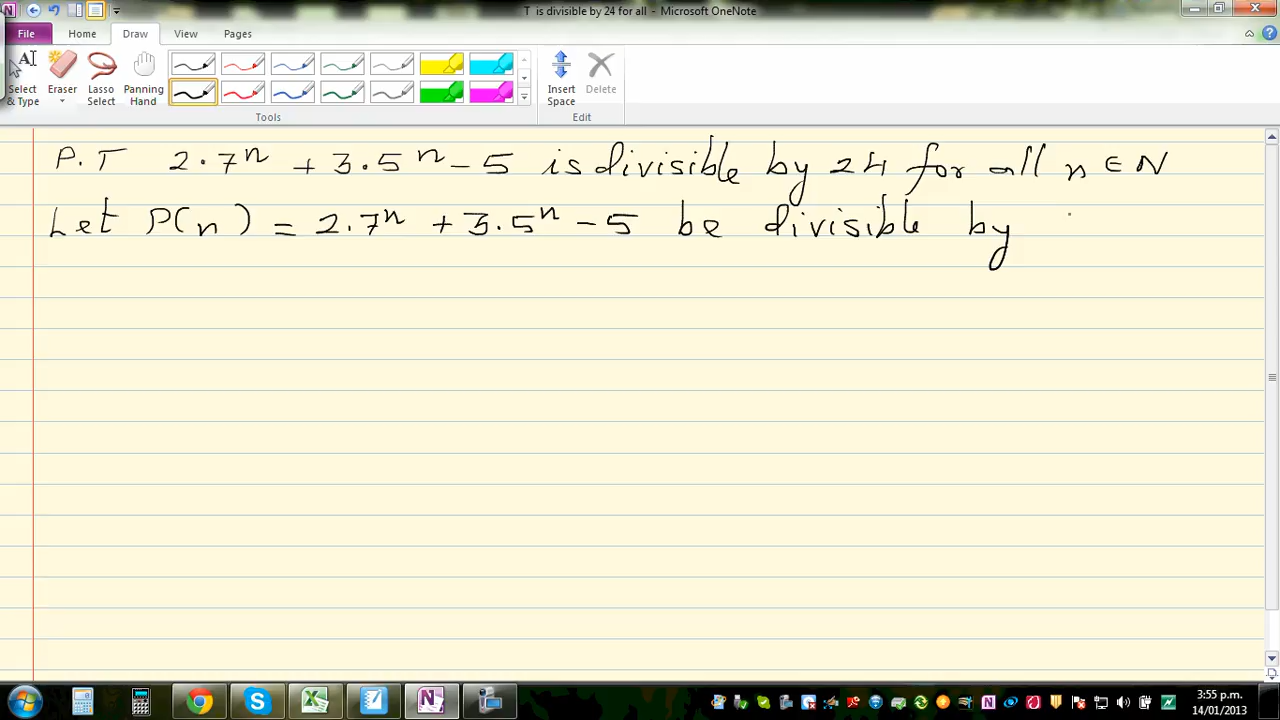 T is divisible by 24 for all - Microsoft OneNote
File Home Draw View Pages
Select & Type Eraser Lasso Select Panning Hand Insert Space Delete
Tools Edit
P.T 2·7ⁿ + 3·5ⁿ - 5 is divisible by 24 for all n ∈ N
Let P(n) = 2·7ⁿ + 3·5ⁿ - 5 be divisible by
3:55 p.m.
14/01/2013